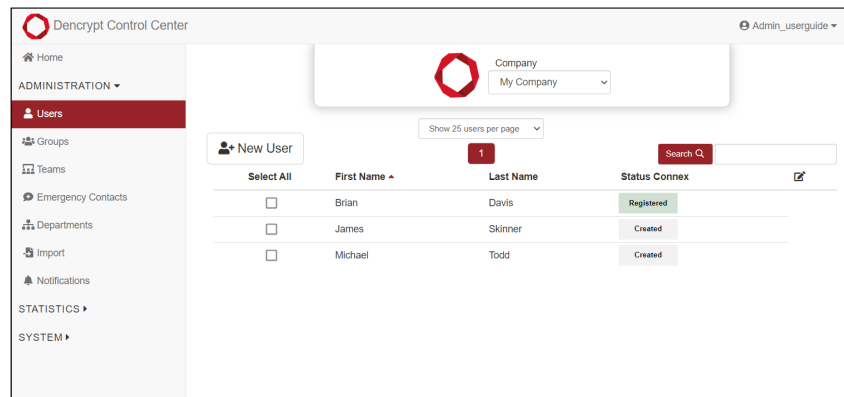 Dencrypt Control Center
Admin_userguide
Home
ADMINISTRATION
Users
Groups
Teams
Emergency Contacts
Departments
Import
Notifications
STATISTICS
SYSTEM
Company
My Company
Show 25 users per page
New User
1
Search
Select All First Name Last Name Status Connex
Brian Davis Registered
James Skinner Created
Michael Todd Created